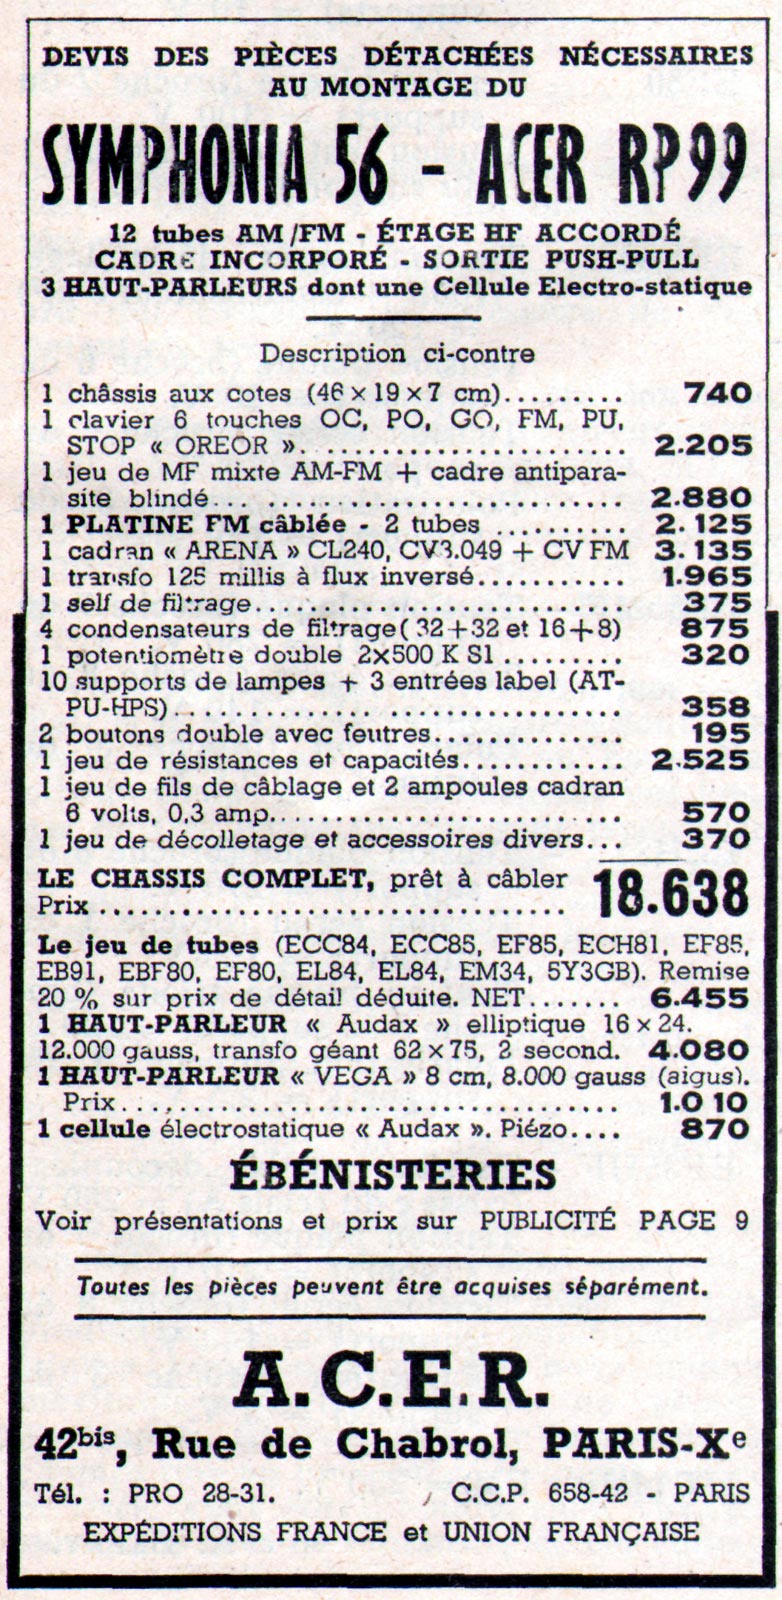 DEVIS DES PIÈCES DÉTACHÉES NÉCESSAIRES
AU MONTAGE DU
SYMPHONIA 56 - ACER RP 99
12 tubes AM/FM - ÉTAGE HF ACCORDÉ
CADRE INCORPORÉ - SORTIE PUSH-PULL
3 HAUT-PARLEURS dont une Cellule Electro-statique
Description ci-contre
1 châssis aux cotes (46 × 19 × 7 cm)......... 740
1 clavier 6 touches OC, PO, GO, FM, PU,
STOP « OREOR »........................ 2.205
1 jeu de MF mixte AM-FM + cadre antipara-
site blindé.............................. 2.880
1 PLATINE FM câblée - 2 tubes .......... 2.125
1 cadran « ARENA » CL240, CV3.049 + CV FM 3.135
1 transfo 125 millis à flux inversé........... 1.965
1 self de filtrage............................ 375
4 condensateurs de filtrage (32+32 et 16+8) 875
1 potentiomètre double 2×500 K S1 ......... 320
10 supports de lampes + 3 entrées label (AT-
PU-HPS)................................. 358
2 boutons double avec feutres.............. 195
1 jeu de résistances et capacités............ 2.525
1 jeu de fils de câblage et 2 ampoules cadran
6 volts, 0,3 amp.......................... 570
1 jeu de décolletage et accessoires divers... 370
LE CHASSIS COMPLET, prêt à câbler
Prix.................................... 18.638
Le jeu de tubes (ECC84, ECC85, EF85, ECH81, EF85,
EB91, EBF80, EF80, EL84, EL84, EM34, 5Y3GB). Remise
20 % sur prix de détail déduite. NET....... 6.455
1 HAUT-PARLEUR « Audax » elliptique 16 × 24.
12.000 gauss, transfo géant 62 × 75, 2 second. 4.080
1 HAUT-PARLEUR « VEGA » 8 cm, 8.000 gauss (aigus).
Prix.................................... 1.010
1 cellule électrostatique « Audax ». Piézo.... 870
ÉBÉNISTERIES
Voir présentations et prix sur PUBLICITÉ PAGE 9
Toutes les pièces peuvent être acquises séparément.
A.C.E.R.
42bis, Rue de Chabrol, PARIS-Xe
Tél. : PRO 28-31. C.C.P. 658-42 - PARIS
EXPÉDITIONS FRANCE et UNION FRANÇAISE